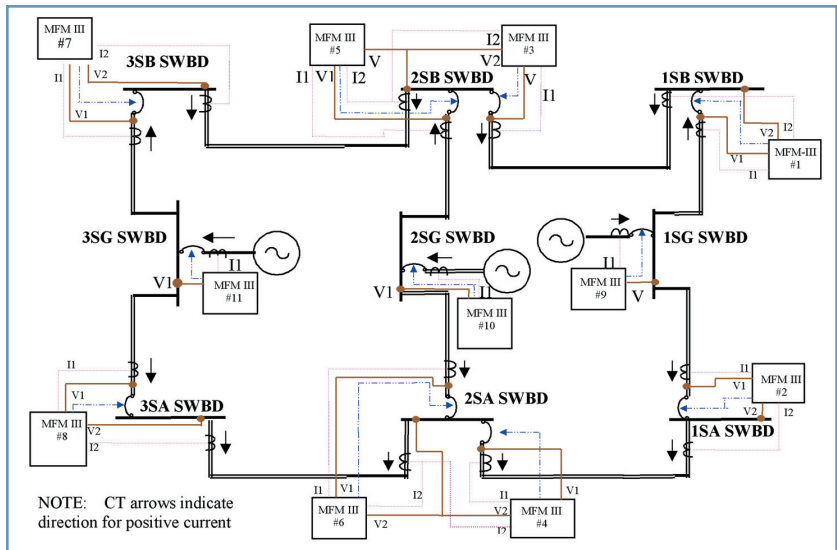 MFM III
#7
I2
I1
V2
V1
3SB SWBD
MFM III
#5
V
I1
V1
I2
2SB SWBD
I2
V2
MFM III
#3
V
I1
1SB SWBD
I2
V2
V1
I1
MFM-III
#1
3SG SWBD
V1
I1
MFM III
#11
2SG SWBD
V1
I1
MFM III
#10
1SG SWBD
I1
MFM III
#9
V
I1
V1
MFM III
#8
V2
I2
3SA SWBD
2SA SWBD
I1
V1
MFM III
#6
I2
V2
I1
V1
V2
I2
MFM III
#4
I1
V1
MFM III
#2
V2
I2
1SA SWBD
NOTE: CT arrows indicate
direction for positive current